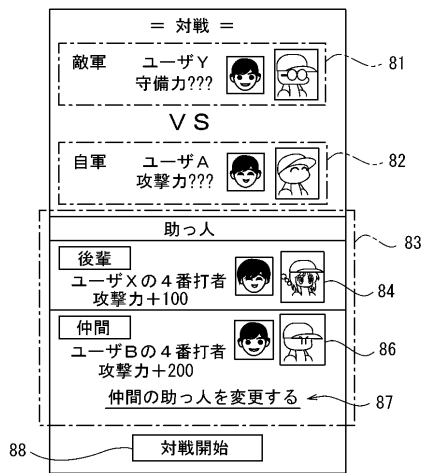 = 対戦 =
敵軍 ユーザY
守備力???
81
VS
自軍 ユーザA
攻撃力???
82
助っ人
83
後輩
ユーザXの4番打者
攻撃力+100
84
仲間
ユーザBの4番打者
攻撃力+200
86
仲間の助っ人を変更する
87
88
対戦開始